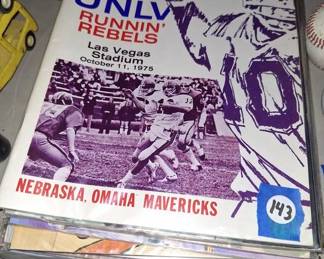 UNLV
RUNNIN'
REBELS
Las Vegas
Stadium
October 11, 1975
10
NEBRASKA, OMAHA MAVERICKS
143